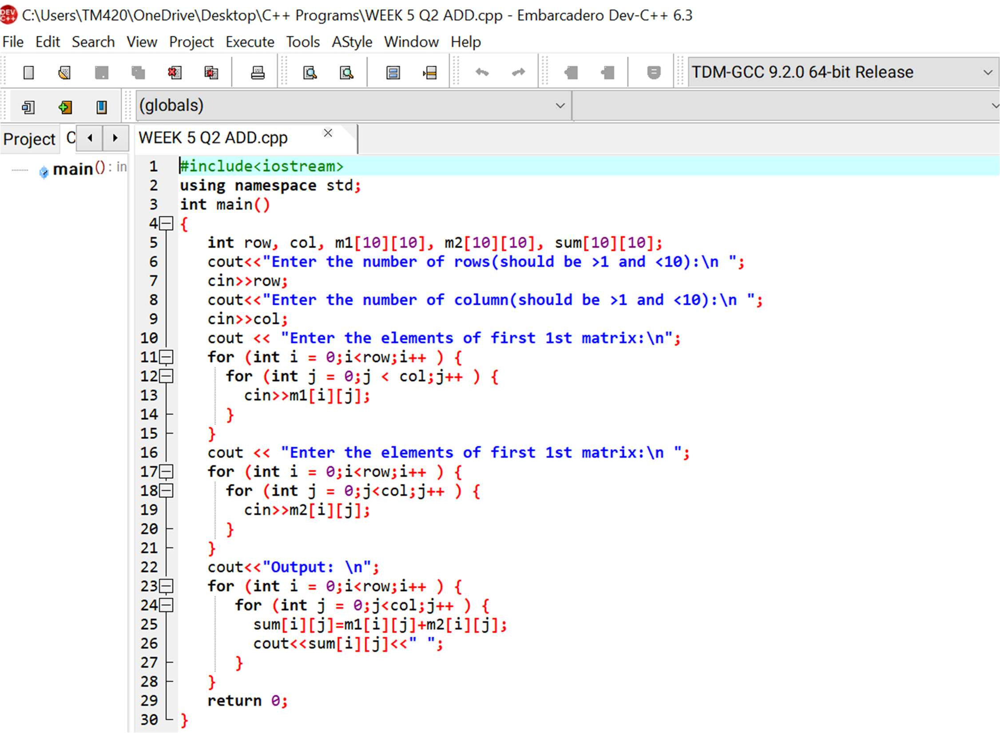 DEV
C++
C:\Users\TM420\OneDrive\Desktop\C++ Programs\WEEK 5 Q2 ADD.cpp - Embarcadero Dev-C++ 6.3
File Edit Search View Project Execute Tools AStyle Window Help
TDM-GCC 9.2.0 64-bit Release
(globals)
Project C WEEK 5 Q2 ADD.cpp
main() : in
1 #include<iostream>
2 using namespace std;
3 int main()
4 {
5 int row, col, m1[10][10], m2[10][10], sum[10][10];
6 cout<<"Enter the number of rows(should be >1 and <10):\n ";
7 cin>>row;
8 cout<<"Enter the number of column(should be >1 and <10):\n ";
9 cin>>col;
10 cout << "Enter the elements of first 1st matrix:\n";
11 for (int i = 0;i<row;i++ ) {
12 for (int j = 0;j < col;j++ ) {
13 cin>>m1[i][j];
14 }
15 }
16 cout << "Enter the elements of first 1st matrix:\n ";
17 for (int i = 0;i<row;i++ ) {
18 for (int j = 0;j<col;j++ ) {
19 cin>>m2[i][j];
20 }
21 }
22 cout<<"Output: \n";
23 for (int i = 0;i<row;i++ ) {
24 for (int j = 0;j<col;j++ ) {
25 sum[i][j]=m1[i][j]+m2[i][j];
26 cout<<sum[i][j]<<" ";
27 }
28 }
29 return 0;
30 }